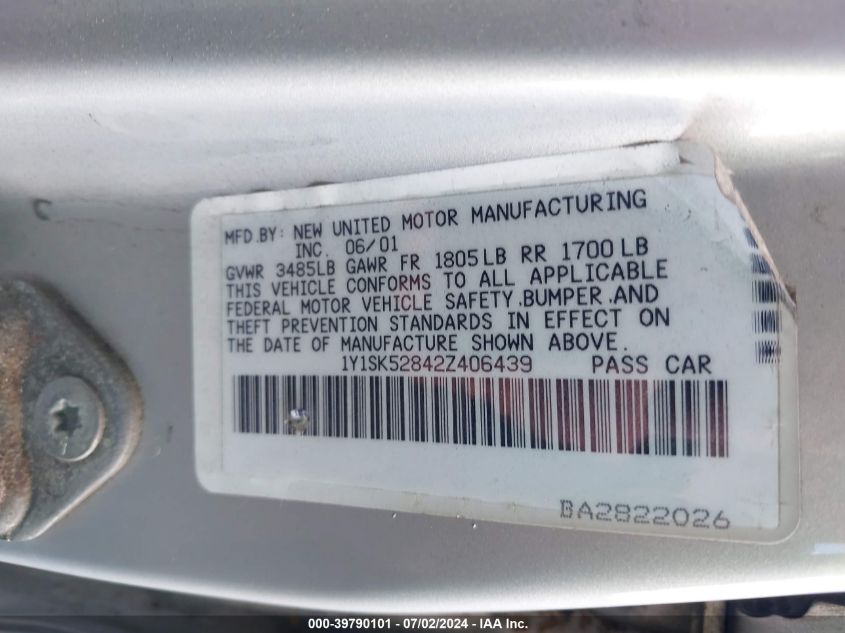 MFD.BY: NEW UNITED MOTOR MANUFACTURING
INC. 06/01
GVWR 3485LB GAWR FR 1805LB RR 1700LB
THIS VEHICLE CONFORMS TO ALL APPLICABLE
FEDERAL MOTOR VEHICLE SAFETY.BUMPER.AND
THEFT PREVENTION STANDARDS IN EFFECT ON
THE DATE OF MANUFACTURE SHOWN ABOVE.
1Y1SK52842Z406439 PASS CAR
BA2822026
000-39790101 - 07/02/2024 - IAA Inc.